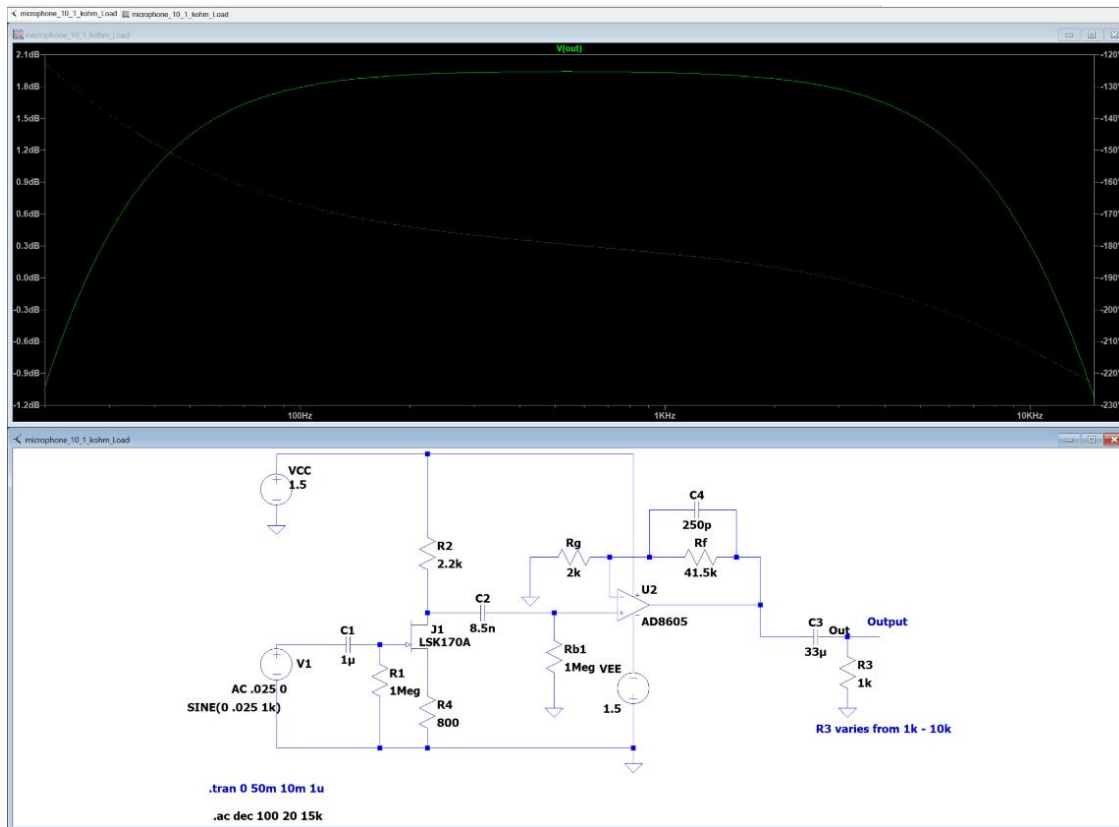 microphone_10_1_kohm_Load microphone_10_1_kohm_Load
microphone_10_1_kohm_Load
V(out)
2.1dB
1.8dB
1.5dB
1.2dB
0.9dB
0.6dB
0.3dB
0.0dB
-0.3dB
-0.6dB
-0.9dB
-1.2dB
-120°
-130°
-140°
-150°
-160°
-170°
-180°
-190°
-200°
-210°
-220°
-230°
100Hz 1KHz 10KHz
microphone_10_1_kohm_Load
VCC
1.5
R2
2.2k
C4
250p
Rg
2k
Rf
41.5k
U2
AD8605
C2
8.5n
C1
1µ
J1
LSK170A
V1
AC .025 0
SINE(0 .025 1k)
R1
1Meg
R4
800
Rb1
1Meg
VEE
1.5
C3
33µ
Out
Output
R3
1k
R3 varies from 1k - 10k
.tran 0 50m 10m 1u
.ac dec 100 20 15k